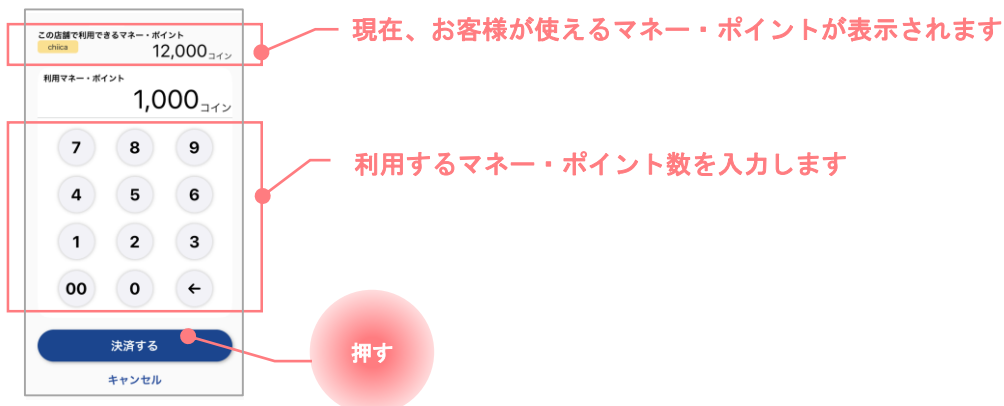 この店舗で利用できるマネー・ポイント
chiica
12,000コイン
現在、お客様が使えるマネー・ポイントが表示されます
利用マネー・ポイント
1,000コイン
7 8 9
4 5 6
1 2 3
00 0 ←
利用するマネー・ポイント数を入力します
決済する
押す
キャンセル